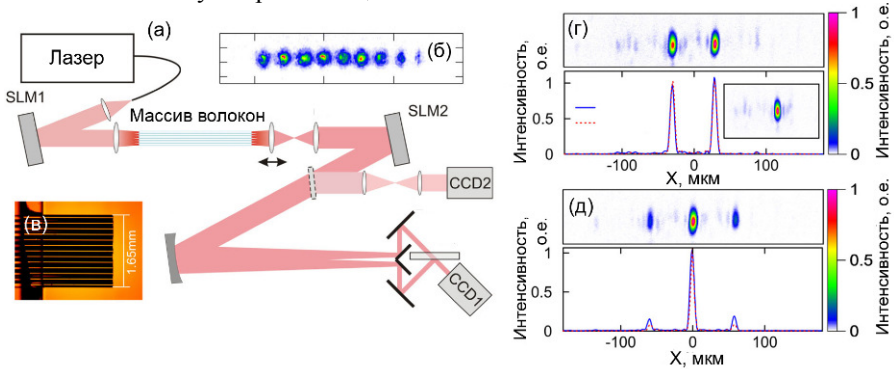 (а)
Лазер
SLM1
Массив волокон
(б)
SLM2
CCD2
(в)
1,65mm
CCD1
(г)
Интенсивность,
о.е.
1
0.5
0
-100
0
100
X, мкм
1
0.5
0
Интенсивность, о.е.
(д)
Интенсивность,
о.е.
1
0.5
0
-100
0
100
X, мкм
1
0.5
0
Интенсивность, о.е.